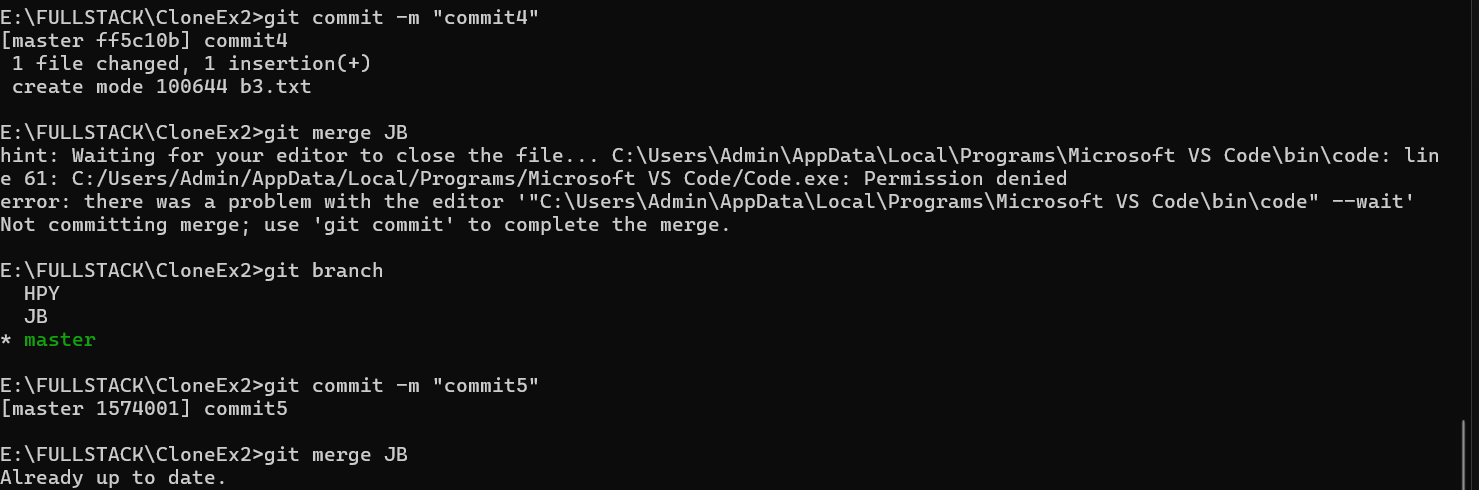 E:\FULLSTACK\CloneEx2>git commit -m "commit4"
[master ff5c10b] commit4
 1 file changed, 1 insertion(+)
 create mode 100644 b3.txt
E:\FULLSTACK\CloneEx2>git merge JB
hint: Waiting for your editor to close the file... C:\Users\Admin\AppData\Local\Programs\Microsoft VS Code\bin\code: lin
e 61: C:/Users/Admin/AppData/Local/Programs/Microsoft VS Code/Code.exe: Permission denied
error: there was a problem with the editor '"C:\Users\Admin\AppData\Local\Programs\Microsoft VS Code\bin\code" --wait'
Not committing merge; use 'git commit' to complete the merge.
E:\FULLSTACK\CloneEx2>git branch
  HPY
  JB
* master
E:\FULLSTACK\CloneEx2>git commit -m "commit5"
[master 1574001] commit5
E:\FULLSTACK\CloneEx2>git merge JB
Already up to date.